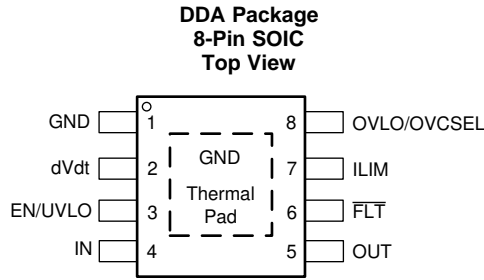 DDA Package
8-Pin SOIC
Top View
GND 1 8 OVLO/OVCSEL
GND
dVdt 2 7 ILIM
Thermal
Pad
EN/UVLO 3 6 F̅L̅T̅
IN 4 5 OUT